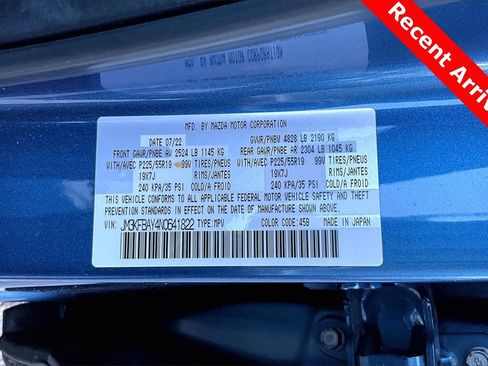 Recent Arriv
MFD. BY MAZDA MOTOR CORPORATION
DATE 07/22 GVWR/PNBV 4828 LB 2190 KG
FRONT GAWR/PNBE AV 2524 LB 1145 KG REAR GAWR/PNBE AR 2304 LB 1045 KG
WITH/AVEC P225/55R19 99V TIRES/PNEUS WITH/AVEC P225/55R19 99V TIRES/PNEUS
19X7J RIMS/JANTES 19X7J RIMS/JANTES
240 KPA/35 PSI COLD/A FROID 240 KPA/35 PSI COLD/A FROID
THIS VEHICLE CONFORMS TO ALL APPLICABLE FEDERAL MOTOR VEHICLE SAFETY AND
THEFT PREVENTION STANDARDS IN EFFECT ON THE DATE OF MANUFACTURE SHOWN ABOVE.
VIN: JM3KFBAY4N0641822 TYPE:MPV COLOR CODE:45B MADE IN JAPAN